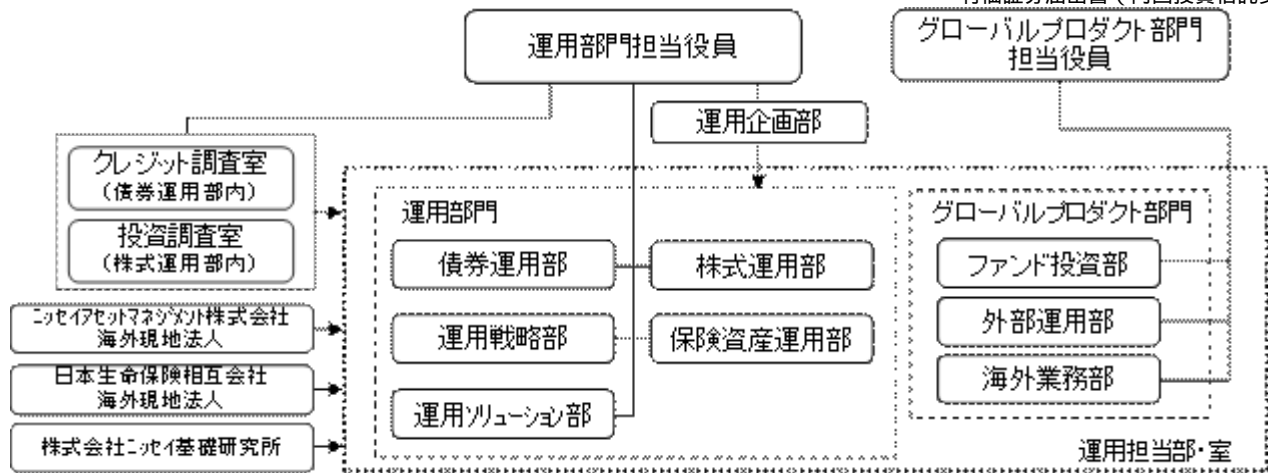 運用部門担当役員
グローバルプロダクト部門
担当役員
運用企画部
クレジット調査室
(債券運用部内)
投資調査室
(株式運用部内)
運用部門
グローバルプロダクト部門
債券運用部
株式運用部
ファンド投資部
ニッセイアセットマネジメント株式会社
海外現地法人
運用戦略部
保険資産運用部
外部運用部
日本生命保険相互会社
海外現地法人
運用ソリューション部
海外業務部
株式会社ニッセイ基礎研究所
運用担当部・室